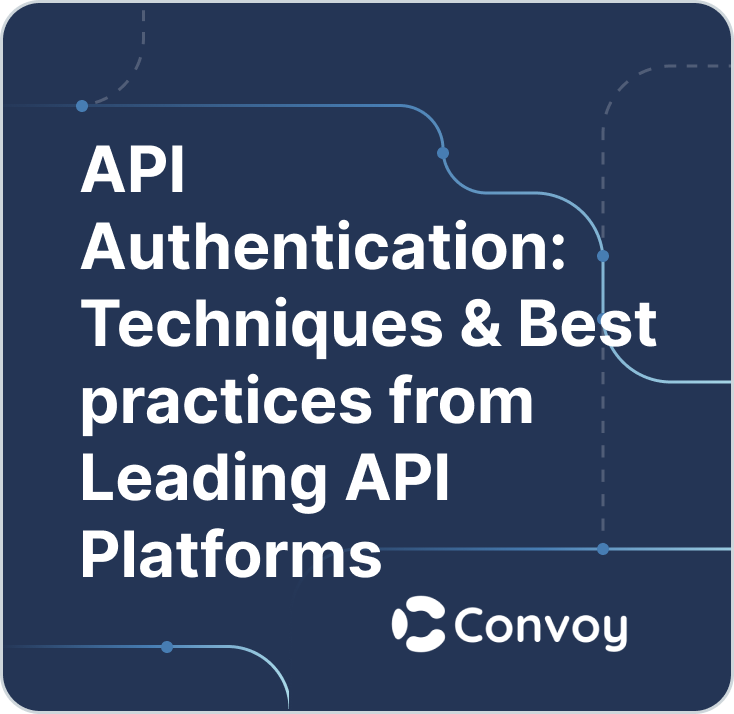 API
Authentication:
Techniques & Best
practices from
Leading API
Platforms
Convoy